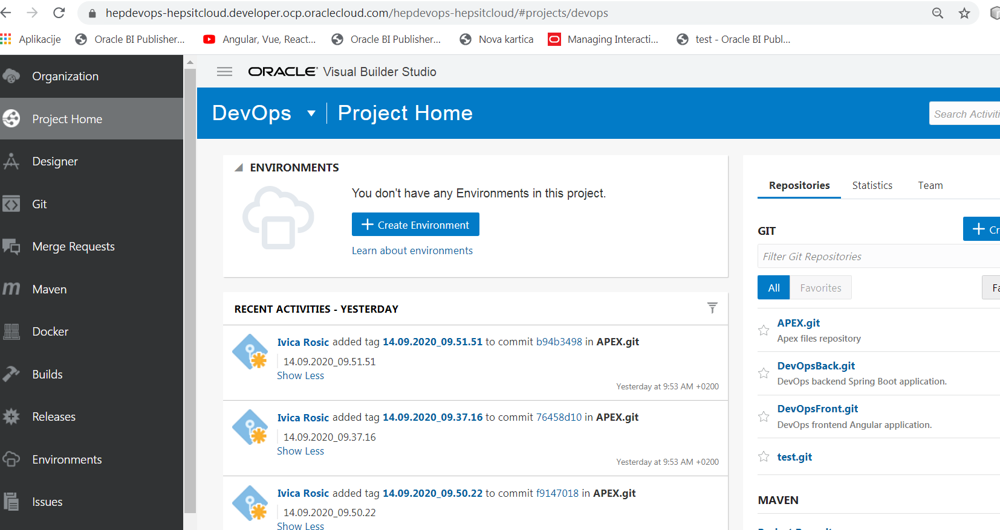 hepdevops-hepsitcloud.developer.ocp.oraclecloud.com/hepdevops-hepsitcloud/#projects/devops
Aplikacije
Oracle BI Publisher...
Angular, Vue, React...
Oracle BI Publisher...
Nova kartica
Managing Interacti...
test - Oracle BI Publ...
Organization
Project Home
Designer
Git
Merge Requests
Maven
Docker
Builds
Releases
Environments
Issues
ORACLE Visual Builder Studio
DevOps
Project Home
Search Activiti
ENVIRONMENTS
You don't have any Environments in this project.
Create Environment
Learn about environments
RECENT ACTIVITIES - YESTERDAY
Ivica Rosic added tag 14.09.2020_09.51.51 to commit b94b3498 in APEX.git
14.09.2020_09.51.51
Show Less
Yesterday at 9:53 AM +0200
Ivica Rosic added tag 14.09.2020_09.37.16 to commit 76458d10 in APEX.git
14.09.2020_09.37.16
Show Less
Yesterday at 9:53 AM +0200
Ivica Rosic added tag 14.09.2020_09.50.22 to commit f9147018 in APEX.git
14.09.2020_09.50.22
Show Less
Repositories
Statistics
Team
GIT
Cr
Filter Git Repositories
All
Favorites
Fa
APEX.git
Apex files repository
DevOpsBack.git
DevOps backend Spring Boot application.
DevOpsFront.git
DevOps frontend Angular application.
test.git
MAVEN